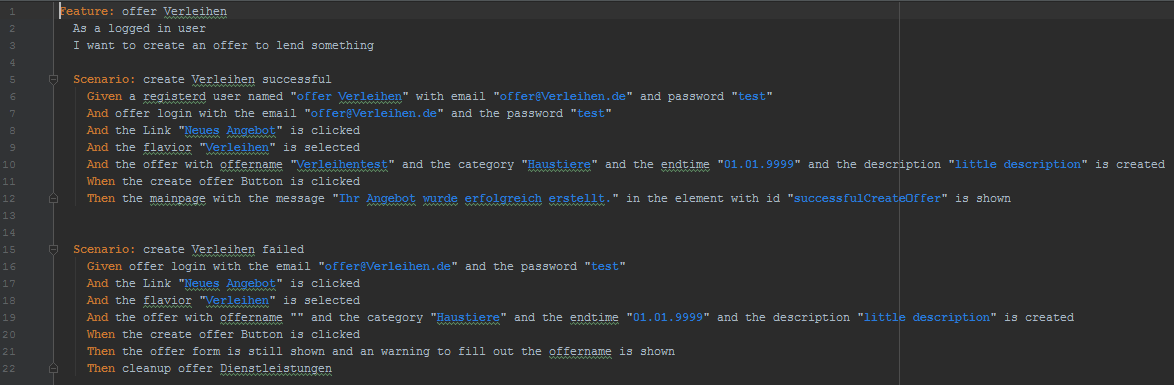 1 Feature: offer Verleihen
2 As a logged in user
3 I want to create an offer to lend something
4
5 Scenario: create Verleihen successful
6 Given a registerd user named "offer Verleihen" with email "offer@Verleihen.de" and password "test"
7 And offer login with the email "offer@Verleihen.de" and the password "test"
8 And the Link "Neues Angebot" is clicked
9 And the flavior "Verleihen" is selected
10 And the offer with offername "Verleihentest" and the category "Haustiere" and the endtime "01.01.9999" and the description "little description" is created
11 When the create offer Button is clicked
12 Then the mainpage with the message "Ihr Angebot wurde erfolgreich erstellt." in the element with id "successfulCreateOffer" is shown
13
14
15 Scenario: create Verleihen failed
16 Given offer login with the email "offer@Verleihen.de" and the password "test"
17 And the Link "Neues Angebot" is clicked
18 And the flavior "Verleihen" is selected
19 And the offer with offername "" and the category "Haustiere" and the endtime "01.01.9999" and the description "little description" is created
20 When the create offer Button is clicked
21 Then the offer form is still shown and an warning to fill out the offername is shown
22 Then cleanup offer Dienstleistungen